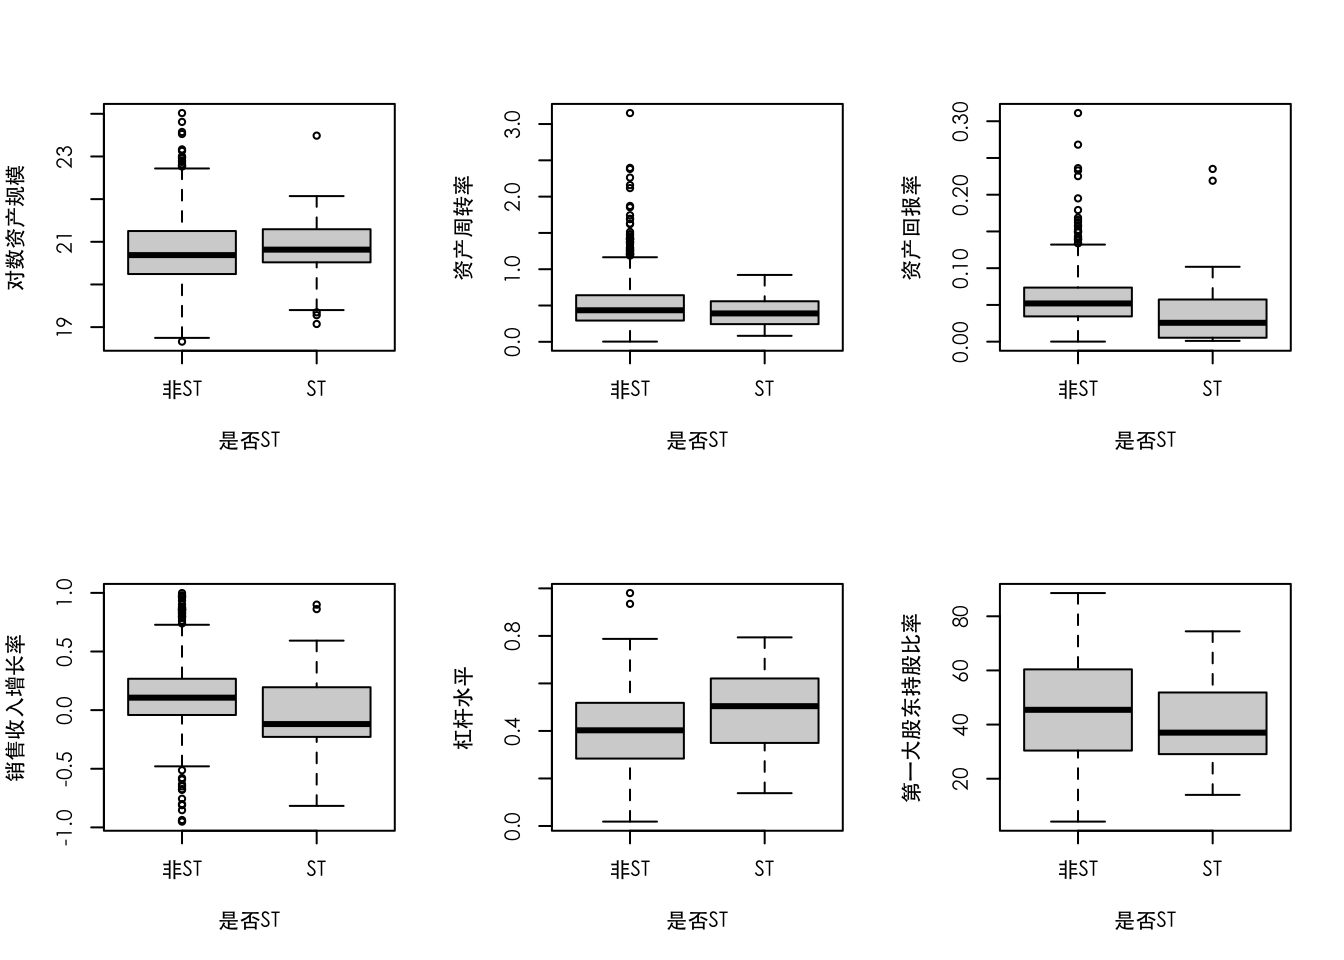 对数资产规模
23
21
19
非ST
ST
是否ST
资产周转率
3.0
2.0
1.0
0.0
非ST
ST
是否ST
资产回报率
0.30
0.20
0.10
0.00
非ST
ST
是否ST
销售收入增长率
1.0
0.5
0.0
-0.5
-1.0
非ST
ST
是否ST
杠杆水平
0.8
0.4
0.0
非ST
ST
是否ST
第一大股东持股比率
80
60
40
20
非ST
ST
是否ST